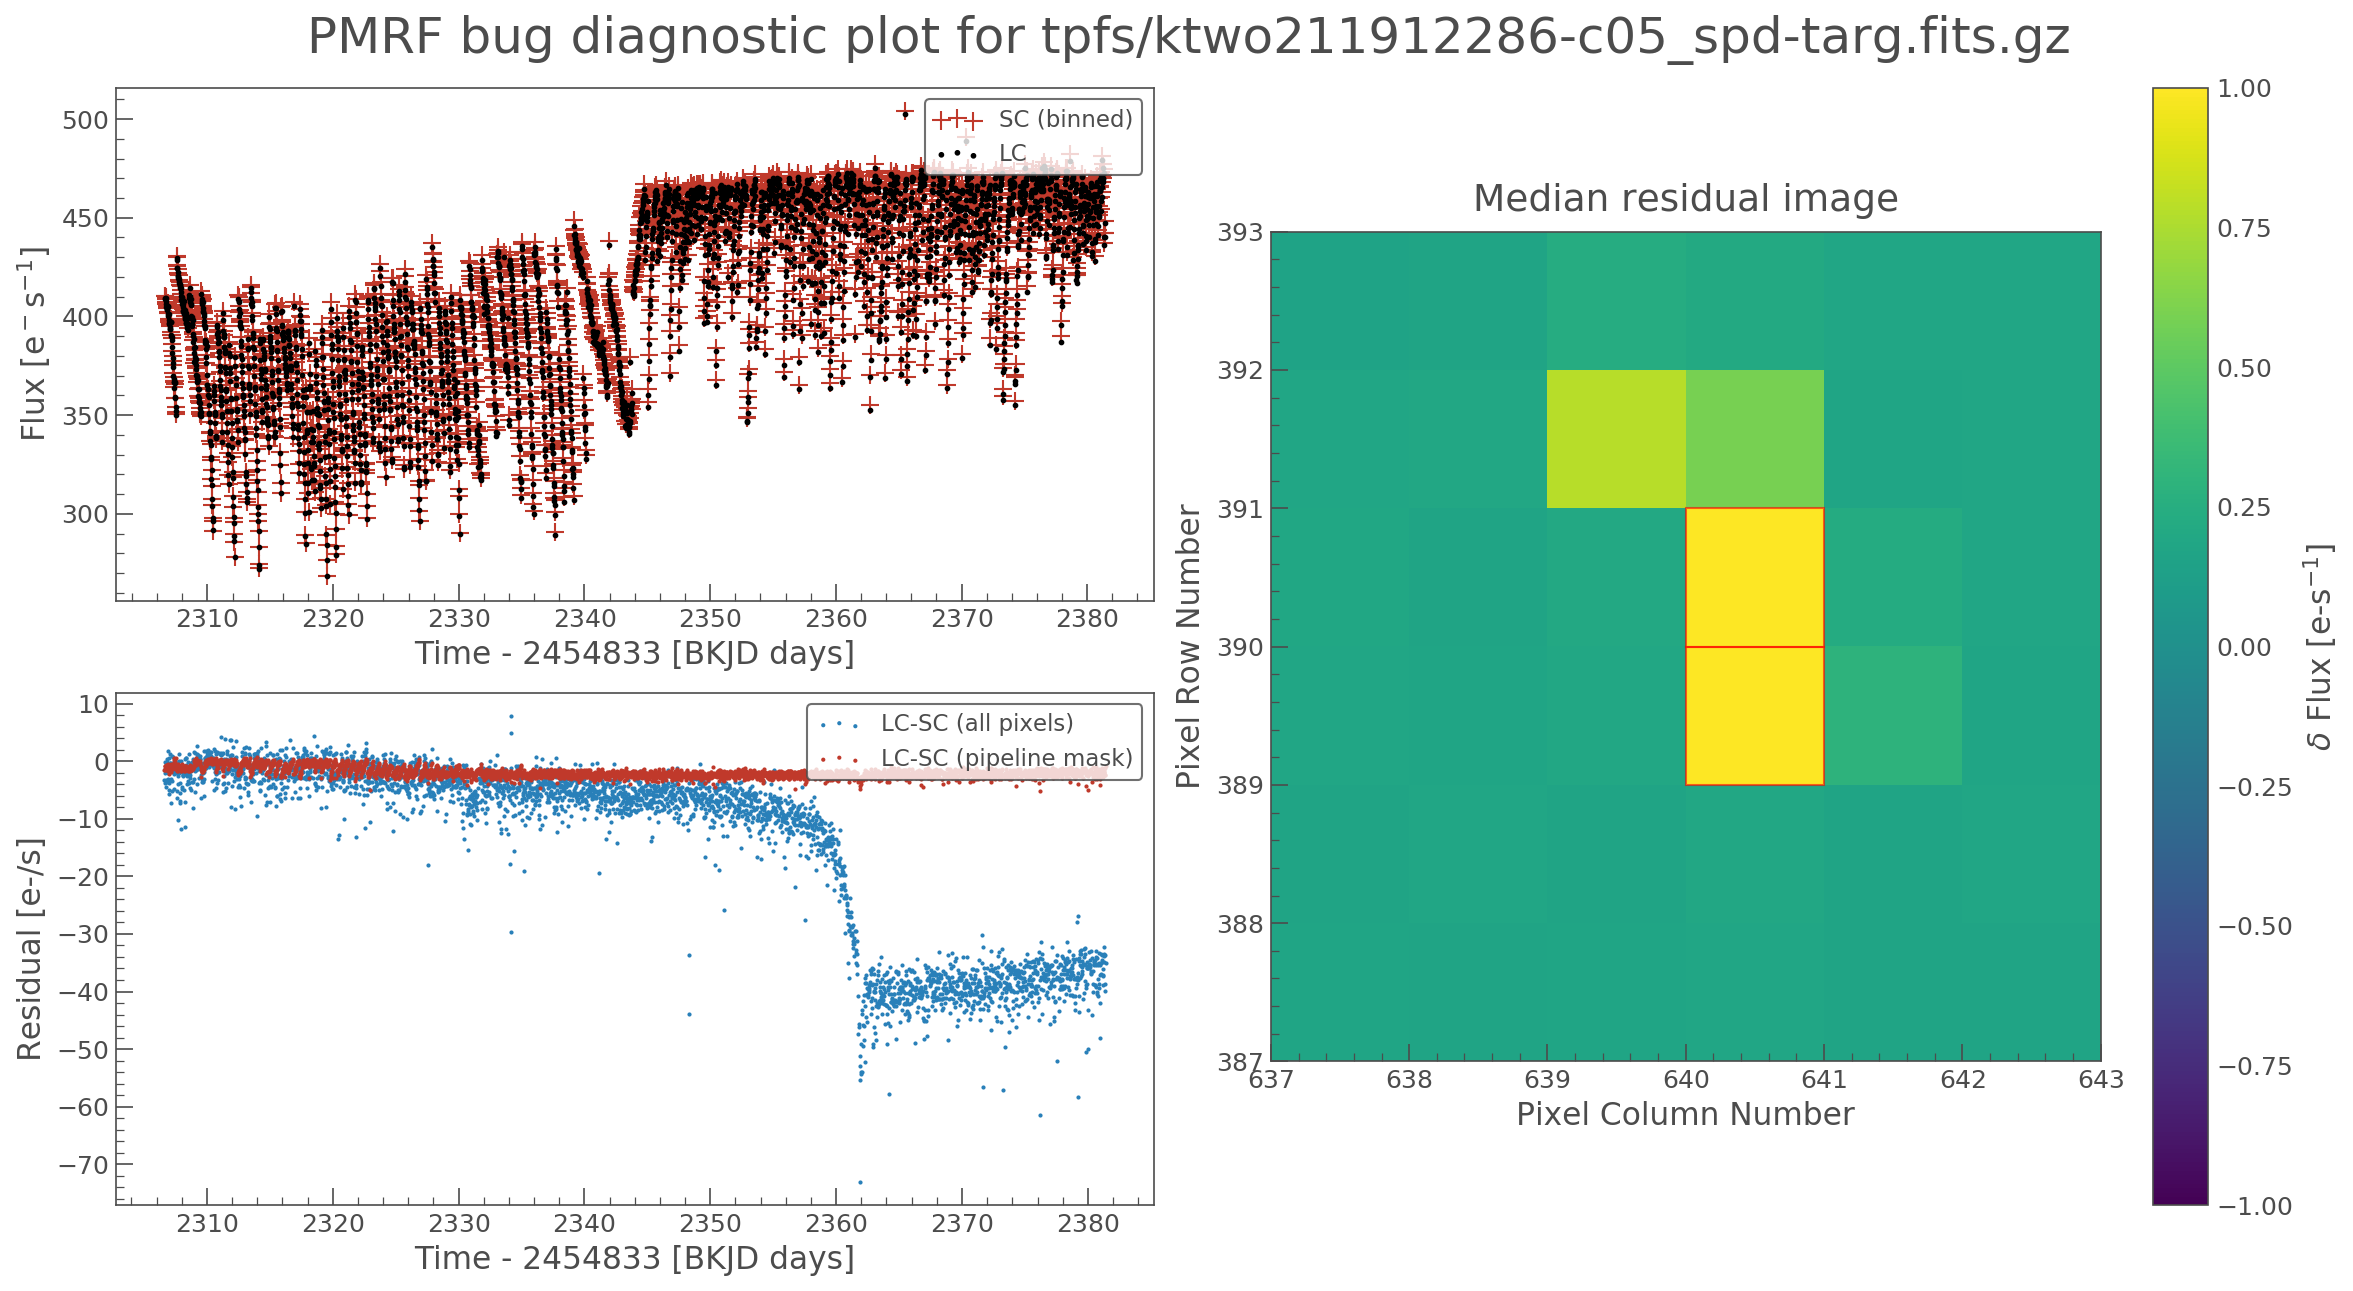 PMRF bug diagnostic plot for tpfs/ktwo211912286-c05_spd-targ.fits.gz
Flux [e⁻ s⁻¹]
500
450
400
350
300
SC (binned)
LC
2310 2320 2330 2340 2350 2360 2370 2380
Time - 2454833 [BKJD days]
Residual [e-/s]
10
0
−10
−20
−30
−40
−50
−60
−70
LC-SC (all pixels)
LC-SC (pipeline mask)
2310 2320 2330 2340 2350 2360 2370 2380
Time - 2454833 [BKJD days]
Median residual image
Pixel Row Number
393
392
391
390
389
388
387
637 638 639 640 641 642 643
Pixel Column Number
1.00
0.75
0.50
0.25
0.00
−0.25
−0.50
−0.75
−1.00
δ Flux [e-s⁻¹]